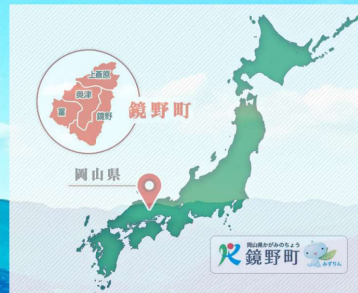 上齋原
奥津
富
鏡野
鏡野町
岡山県
岡山県かがみのちょう
鏡野町
みずりん